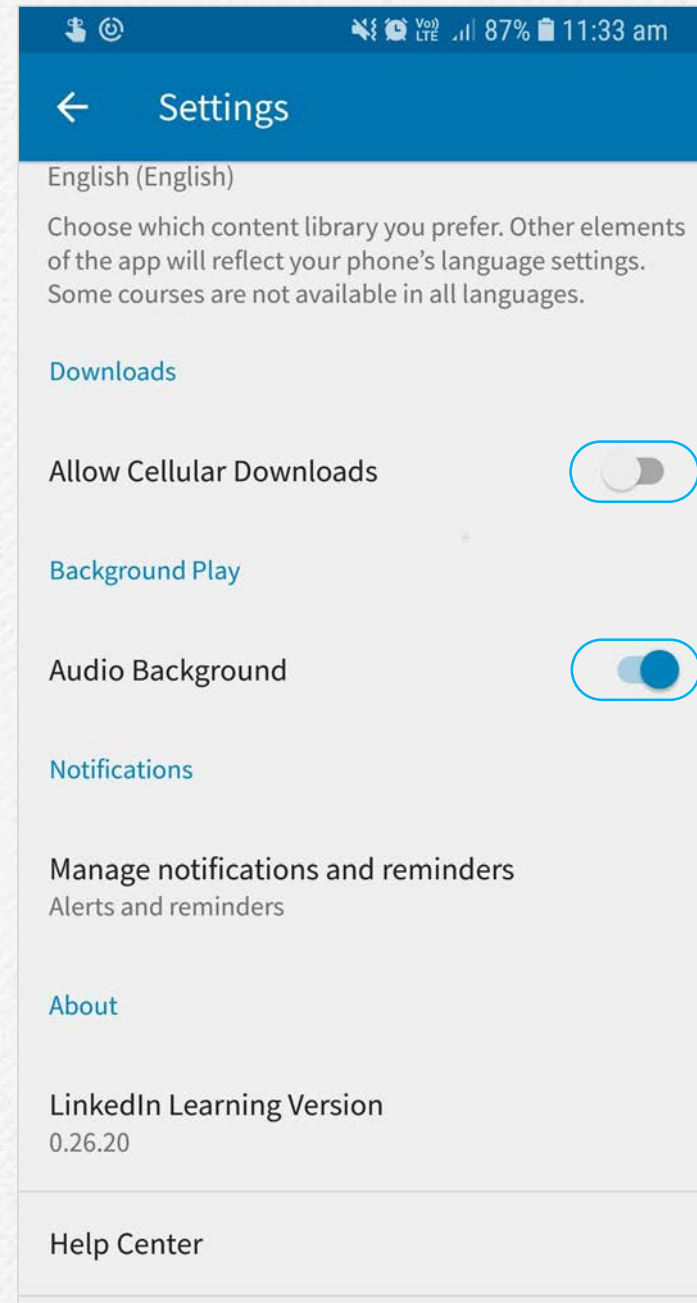 Vo)) LTE 87% 11:33 am
Settings
English (English)
Choose which content library you prefer. Other elements
of the app will reflect your phone's language settings.
Some courses are not available in all languages.
Downloads
Allow Cellular Downloads
Background Play
Audio Background
Notifications
Manage notifications and reminders
Alerts and reminders
About
LinkedIn Learning Version
0.26.20
Help Center